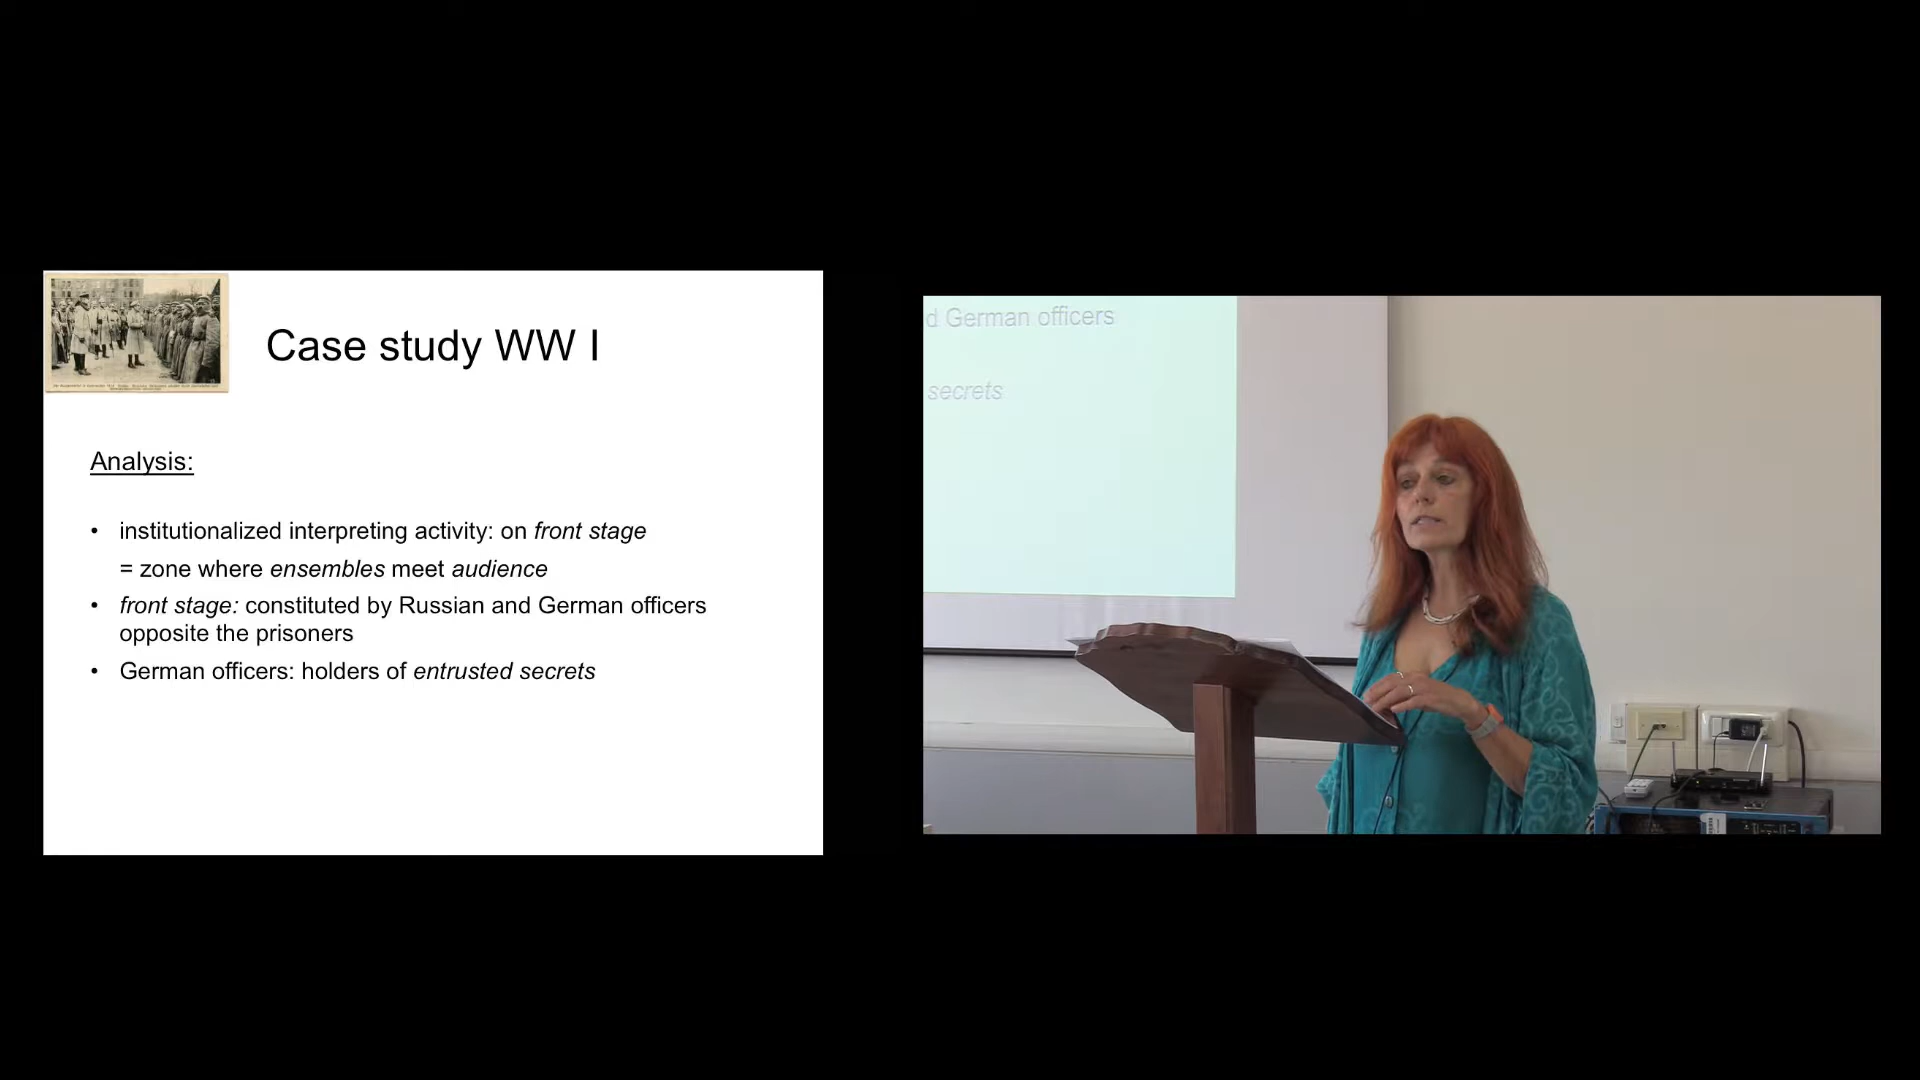 Case study WW I
Analysis:
• institutionalized interpreting activity: on front stage
= zone where ensembles meet audience
• front stage: constituted by Russian and German officers
opposite the prisoners
• German officers: holders of entrusted secrets
d German officers
secrets